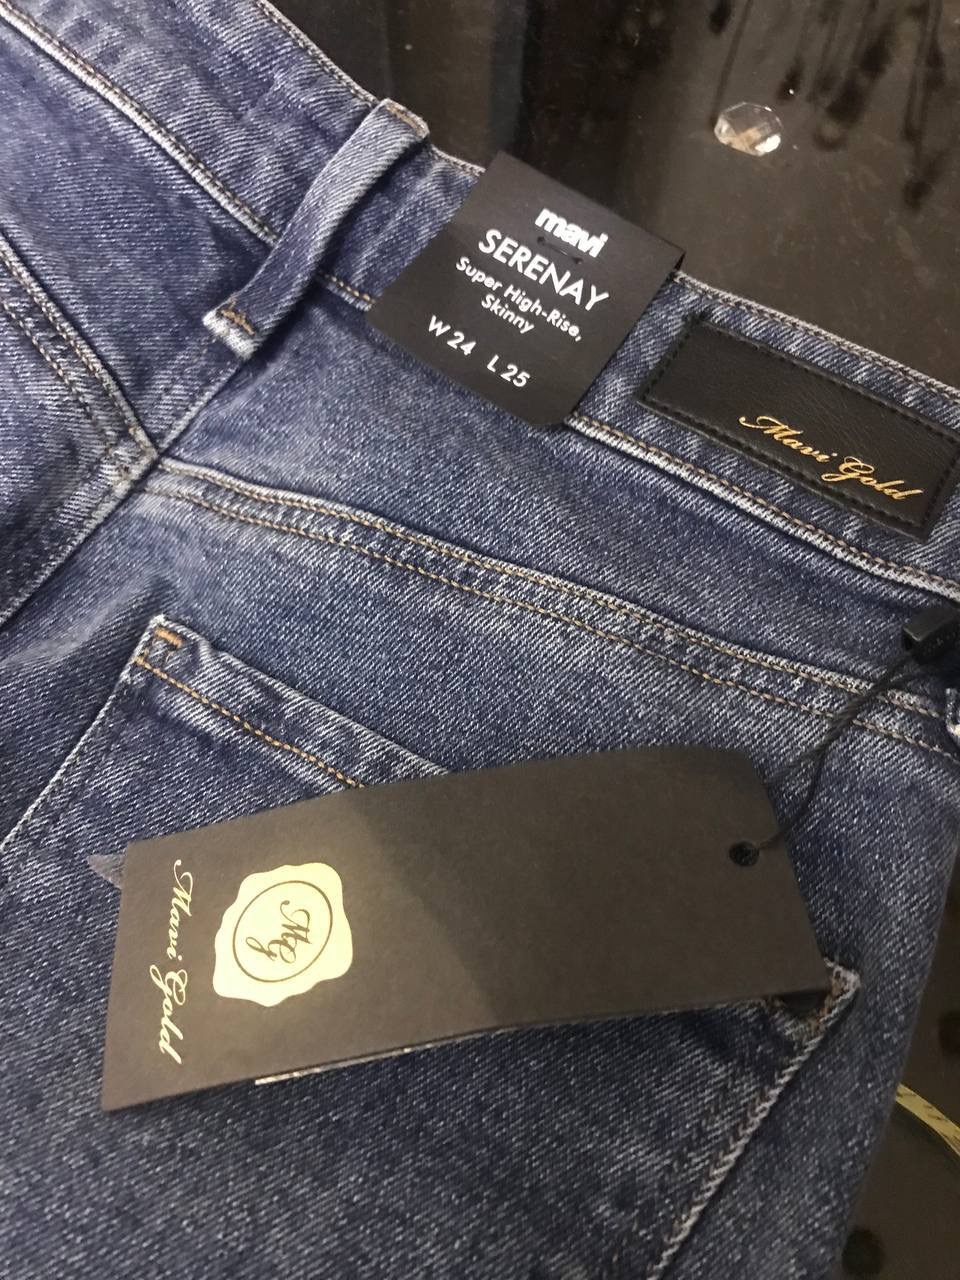 mavi
SERENAY
Super High-Rise,
Skinny
W 24 L 25
Mavi Gold
MG
Mavi Gold